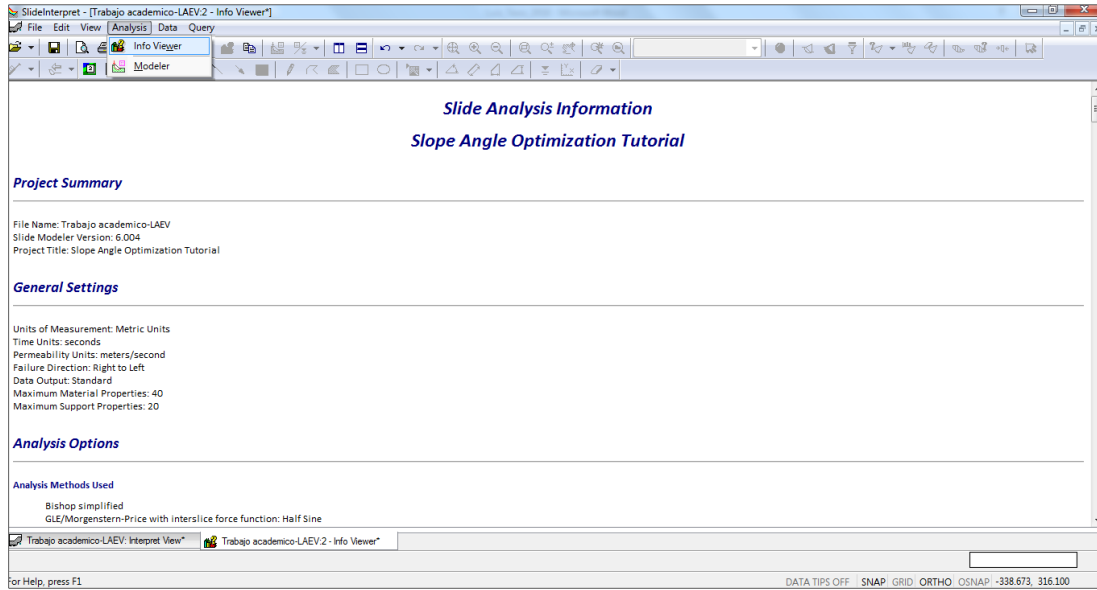 SlideInterpret - [Trabajo academico-LAEV:2 - Info Viewer*]
File Edit View Analysis Data Query
Info Viewer
Modeler
Slide Analysis Information
Slope Angle Optimization Tutorial
Project Summary
File Name: Trabajo academico-LAEV
Slide Modeler Version: 6.004
Project Title: Slope Angle Optimization Tutorial
General Settings
Units of Measurement: Metric Units
Time Units: seconds
Permeability Units: meters/second
Failure Direction: Right to Left
Data Output: Standard
Maximum Material Properties: 40
Maximum Support Properties: 20
Analysis Options
Analysis Methods Used
Bishop simplified
GLE/Morgenstern-Price with interslice force function: Half Sine
Trabajo academico-LAEV: Interpret View* Trabajo academico-LAEV:2 - Info Viewer*
For Help, press F1 DATA TIPS OFF SNAP GRID ORTHO OSNAP -338.673, 316.100